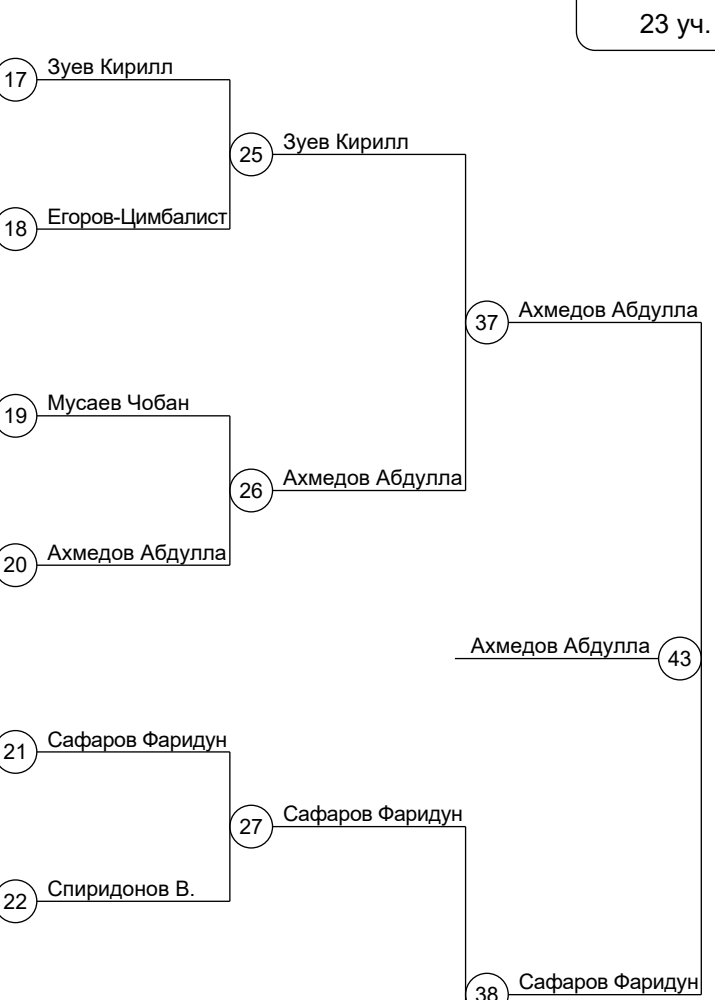 23 уч.
17 Зуев Кирилл
25 Зуев Кирилл
18 Егоров-Цимбалист
37 Ахмедов Абдулла
19 Мусаев Чобан
26 Ахмедов Абдулла
20 Ахмедов Абдулла
Ахмедов Абдулла 43
21 Сафаров Фаридун
27 Сафаров Фаридун
22 Спиридонов В.
38 Сафаров Фаридун